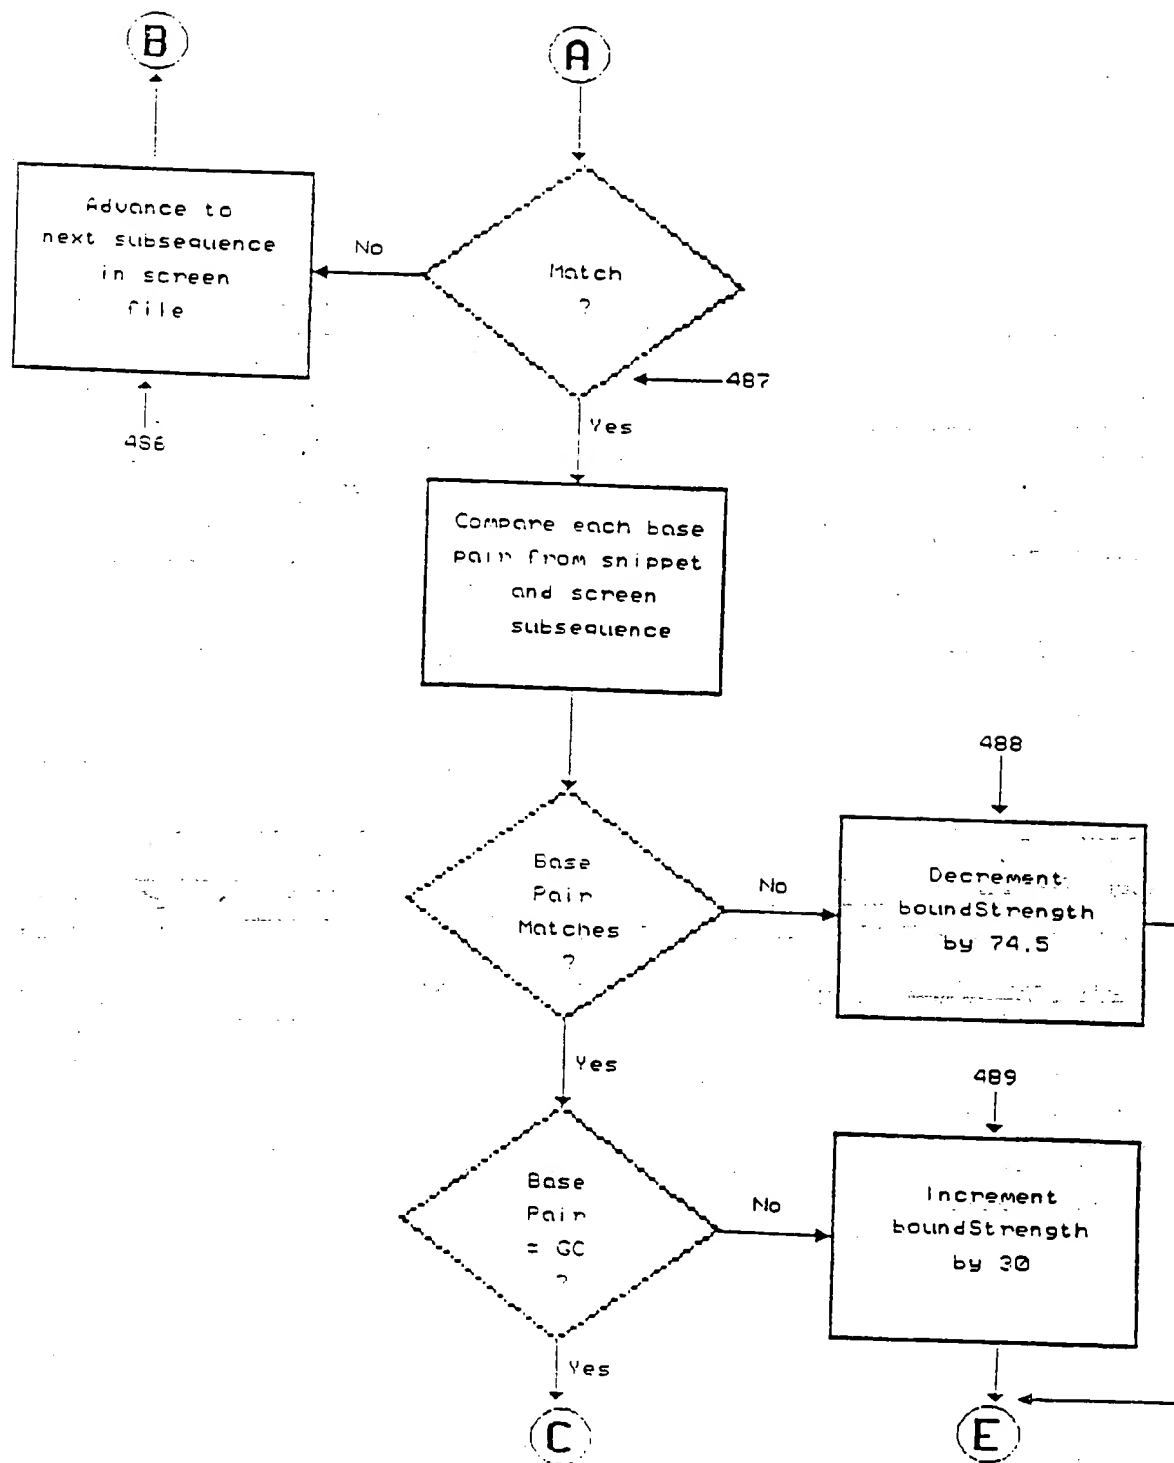 B
A
Advance to
next subsequence
in screen
file
No
Match
?
487
486
Yes
Compare each base
pair from snippet
and screen
subsequence
488
Base
Pair
Matches
?
No
Decrement
boundStrength
by 74.5
Yes
489
Base
Pair
= GC
?
No
Increment
boundStrength
by 30
Yes
C
E